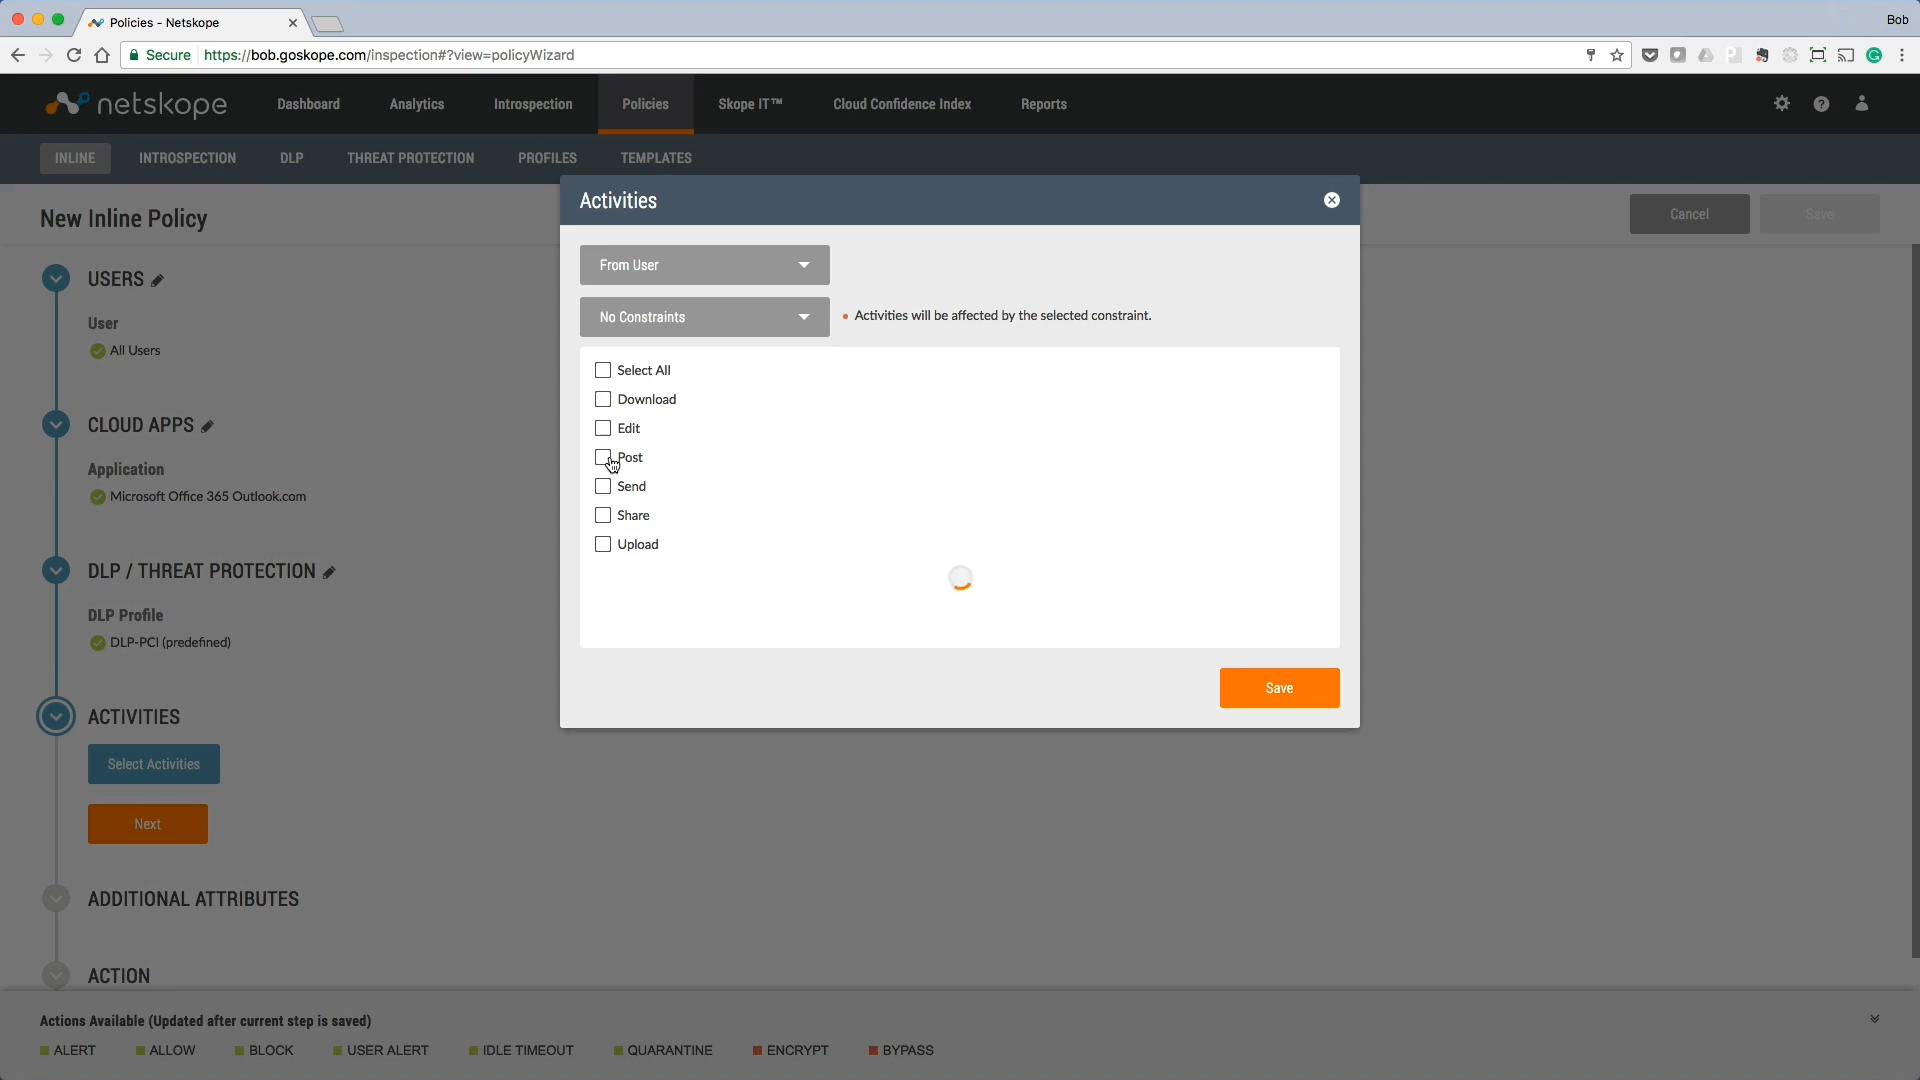 Policies - Netskope
Bob
Secure https://bob.goskope.com/inspection#?view=policyWizard
netskope
Dashboard
Analytics
Introspection
Policies
Skope IT™
Cloud Confidence Index
Reports
INLINE
INTROSPECTION
DLP
THREAT PROTECTION
PROFILES
TEMPLATES
New Inline Policy
Cancel
Save
Activities
From User
No Constraints
Activities will be affected by the selected constraint.
Select All
Download
Edit
Post
Send
Share
Upload
Save
USERS
User
All Users
CLOUD APPS
Application
Microsoft Office 365 Outlook.com
DLP / THREAT PROTECTION
DLP Profile
DLP-PCI (predefined)
ACTIVITIES
Select Activities
Next
ADDITIONAL ATTRIBUTES
ACTION
Actions Available (Updated after current step is saved)
ALERT
ALLOW
BLOCK
USER ALERT
IDLE TIMEOUT
QUARANTINE
ENCRYPT
BYPASS